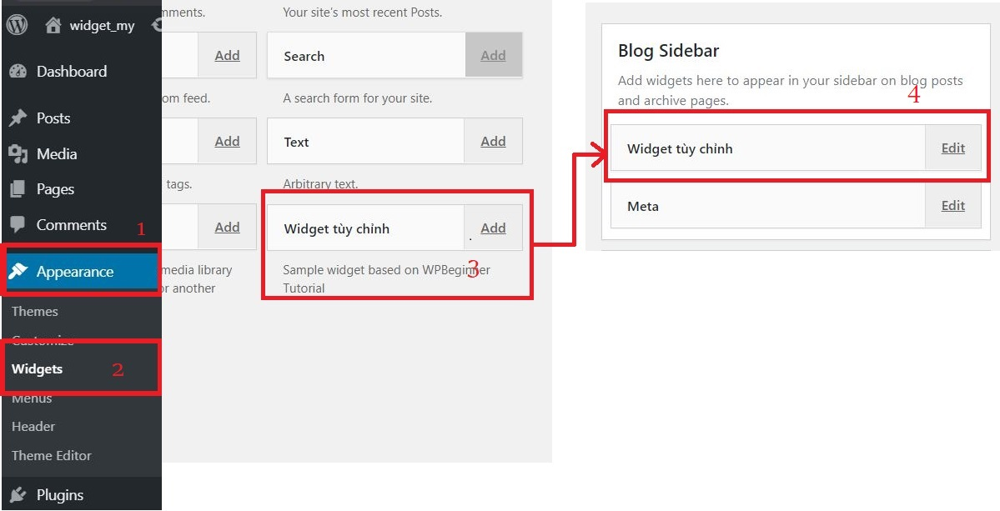 widget_my
Dashboard
Posts
Media
Pages
Comments
1
Appearance
Themes
Customize
Widgets
2
Menus
Header
Theme Editor
Plugins
mments.
Add
om feed.
Add
tags.
Add
media library
or another
Your site's most recent Posts.
Search
Add
A search form for your site.
Text
Add
Arbitrary text.
Widget tùy chỉnh
.
Add
Sample widget based on WPBeginner
3
Tutorial
Blog Sidebar
Add widgets here to appear in your sidebar on blog posts
and archive pages.
4
Widget tùy chỉnh
Edit
Meta
Edit